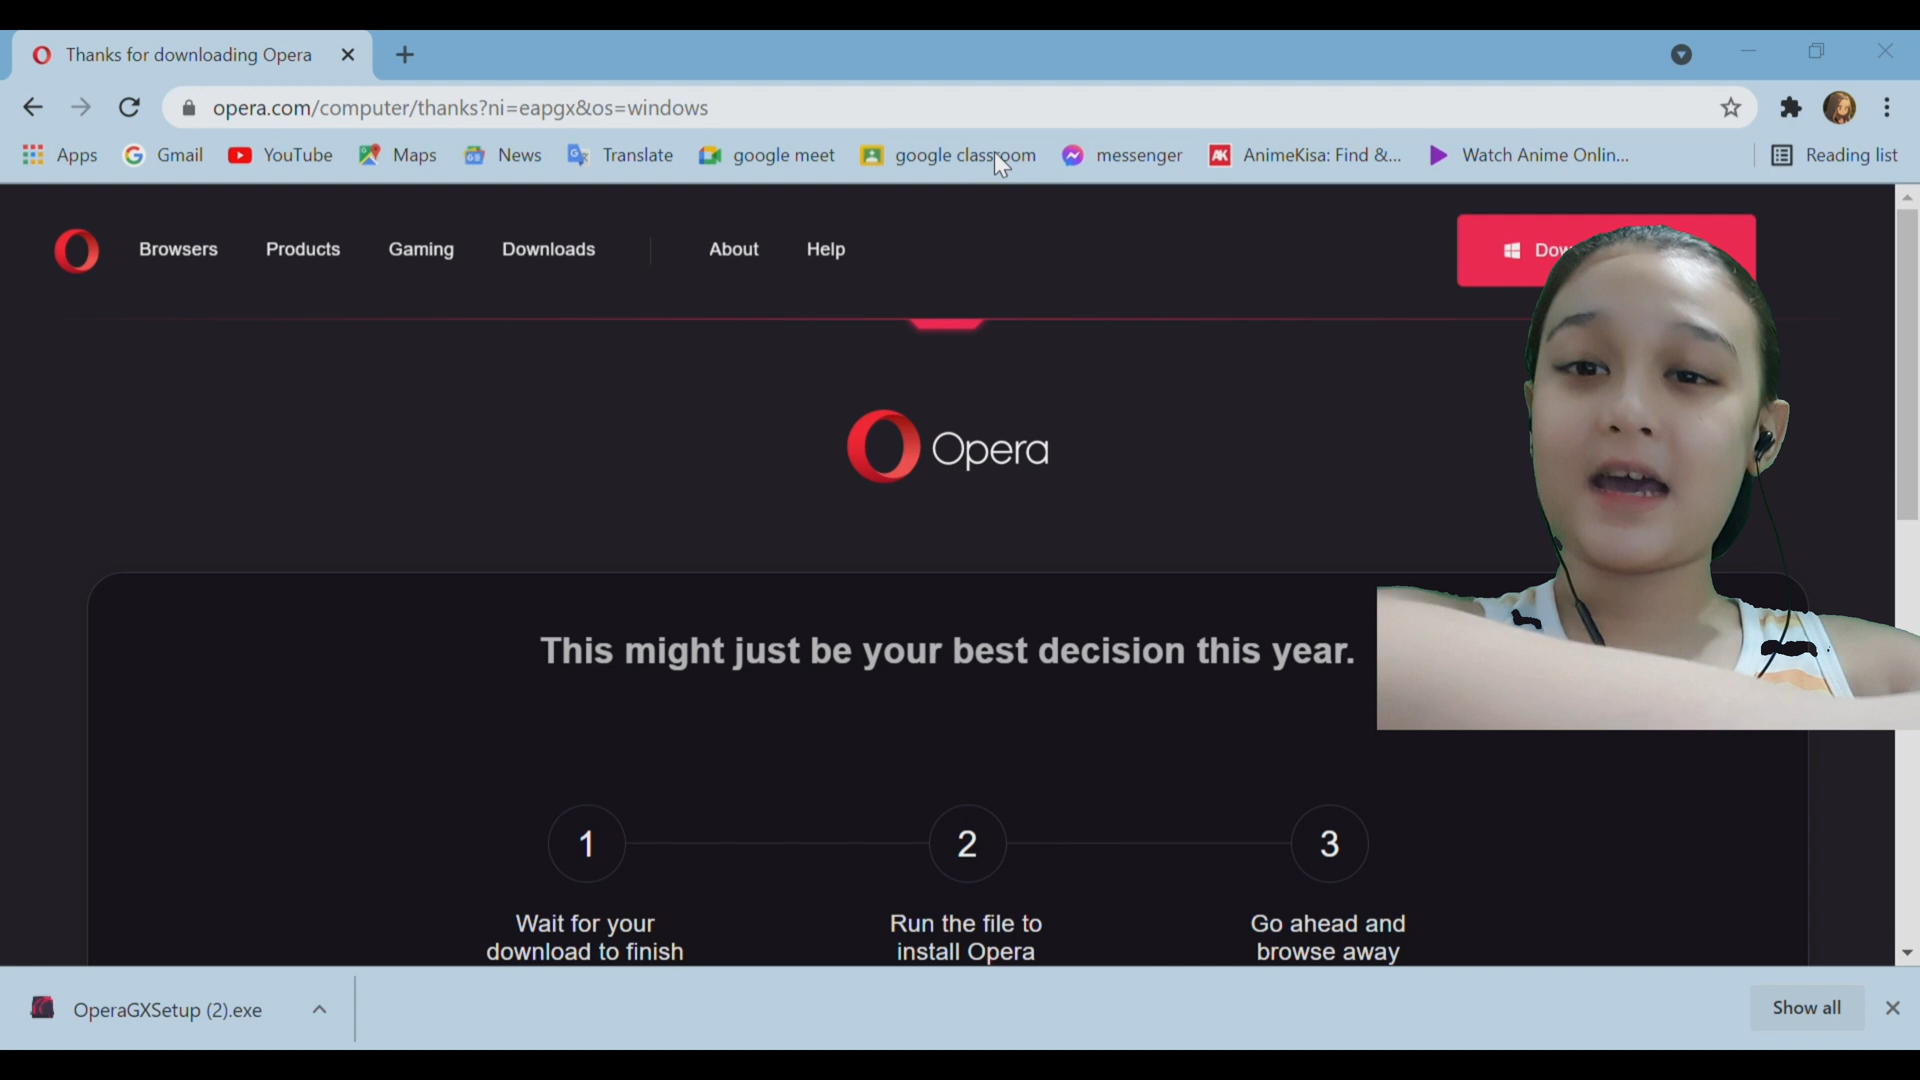 Thanks for downloading Opera
opera.com/computer/thanks?ni=eapgx&os=windows
Apps Gmail YouTube Maps News Translate google meet google classroom messenger AnimeKisa: Find &... Watch Anime Onlin... Reading list
Browsers Products Gaming Downloads About Help
Opera
This might just be your best decision this year.
1 2 3
Wait for your Run the file to Go ahead and
download to finish install Opera browse away
OperaGXSetup (2).exe Show all